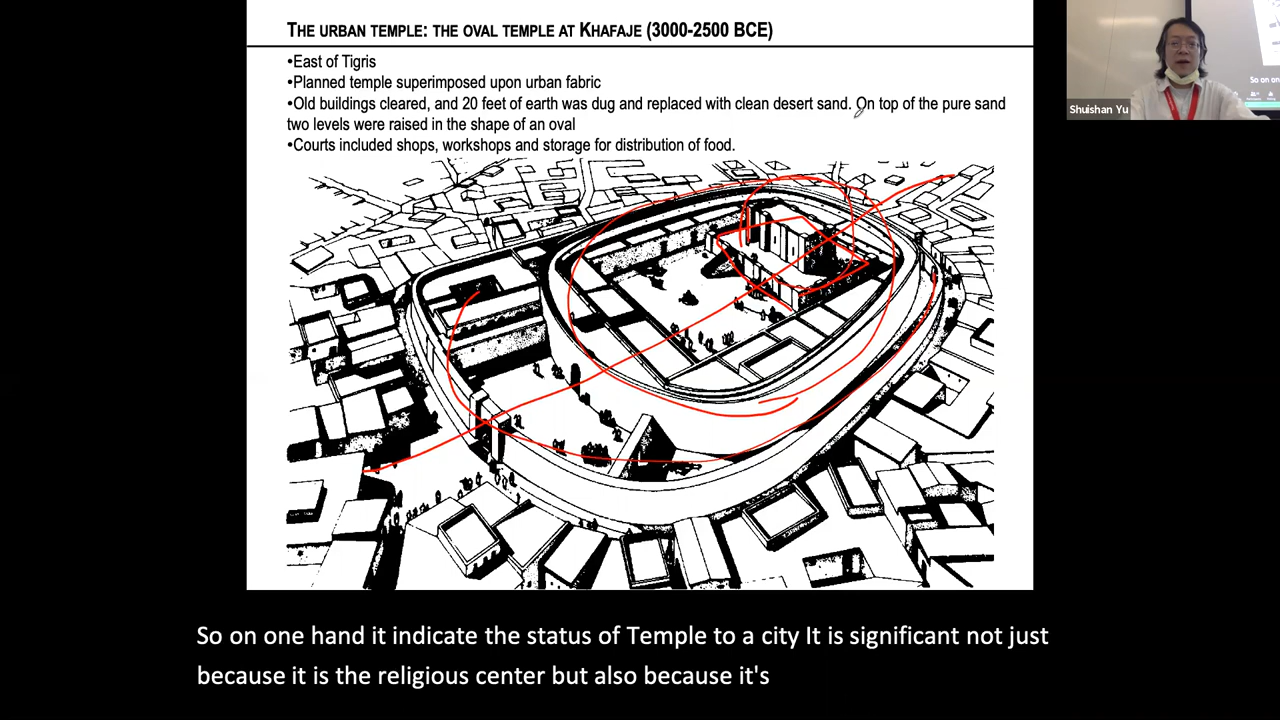 THE URBAN TEMPLE: THE OVAL TEMPLE AT KHAFAJE (3000-2500 BCE)
•East of Tigris
•Planned temple superimposed upon urban fabric
•Old buildings cleared, and 20 feet of earth was dug and replaced with clean desert sand. On top of the pure sand
two levels were raised in the shape of an oval
•Courts included shops, workshops and storage for distribution of food.
Shuishan Yu
So on on
So on one hand it indicate the status of Temple to a city It is significant not just
because it is the religious center but also because it's